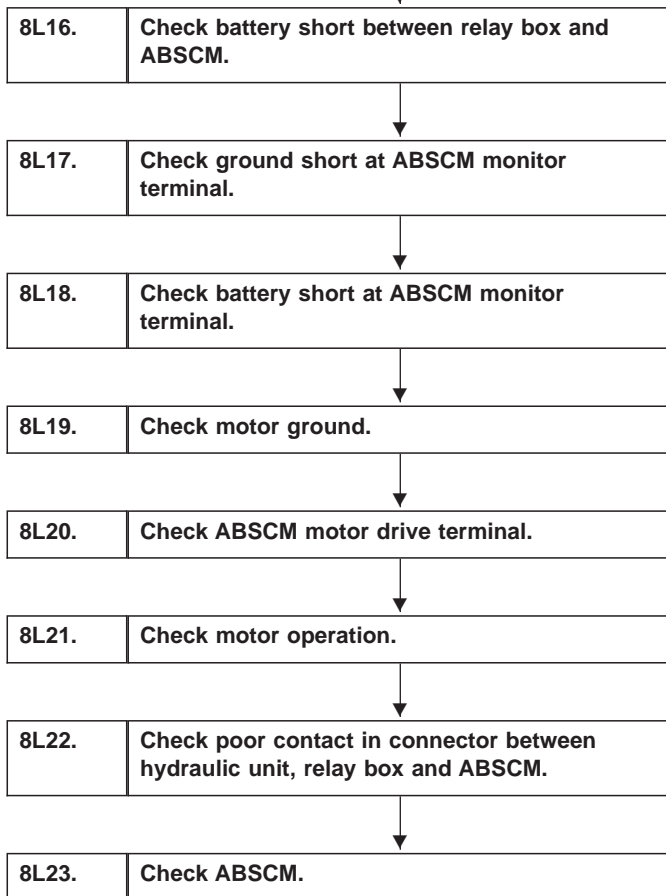 8L16. Check battery short between relay box and
ABSCM.
8L17. Check ground short at ABSCM monitor
terminal.
8L18. Check battery short at ABSCM monitor
terminal.
8L19. Check motor ground.
8L20. Check ABSCM motor drive terminal.
8L21. Check motor operation.
8L22. Check poor contact in connector between
hydraulic unit, relay box and ABSCM.
8L23. Check ABSCM.